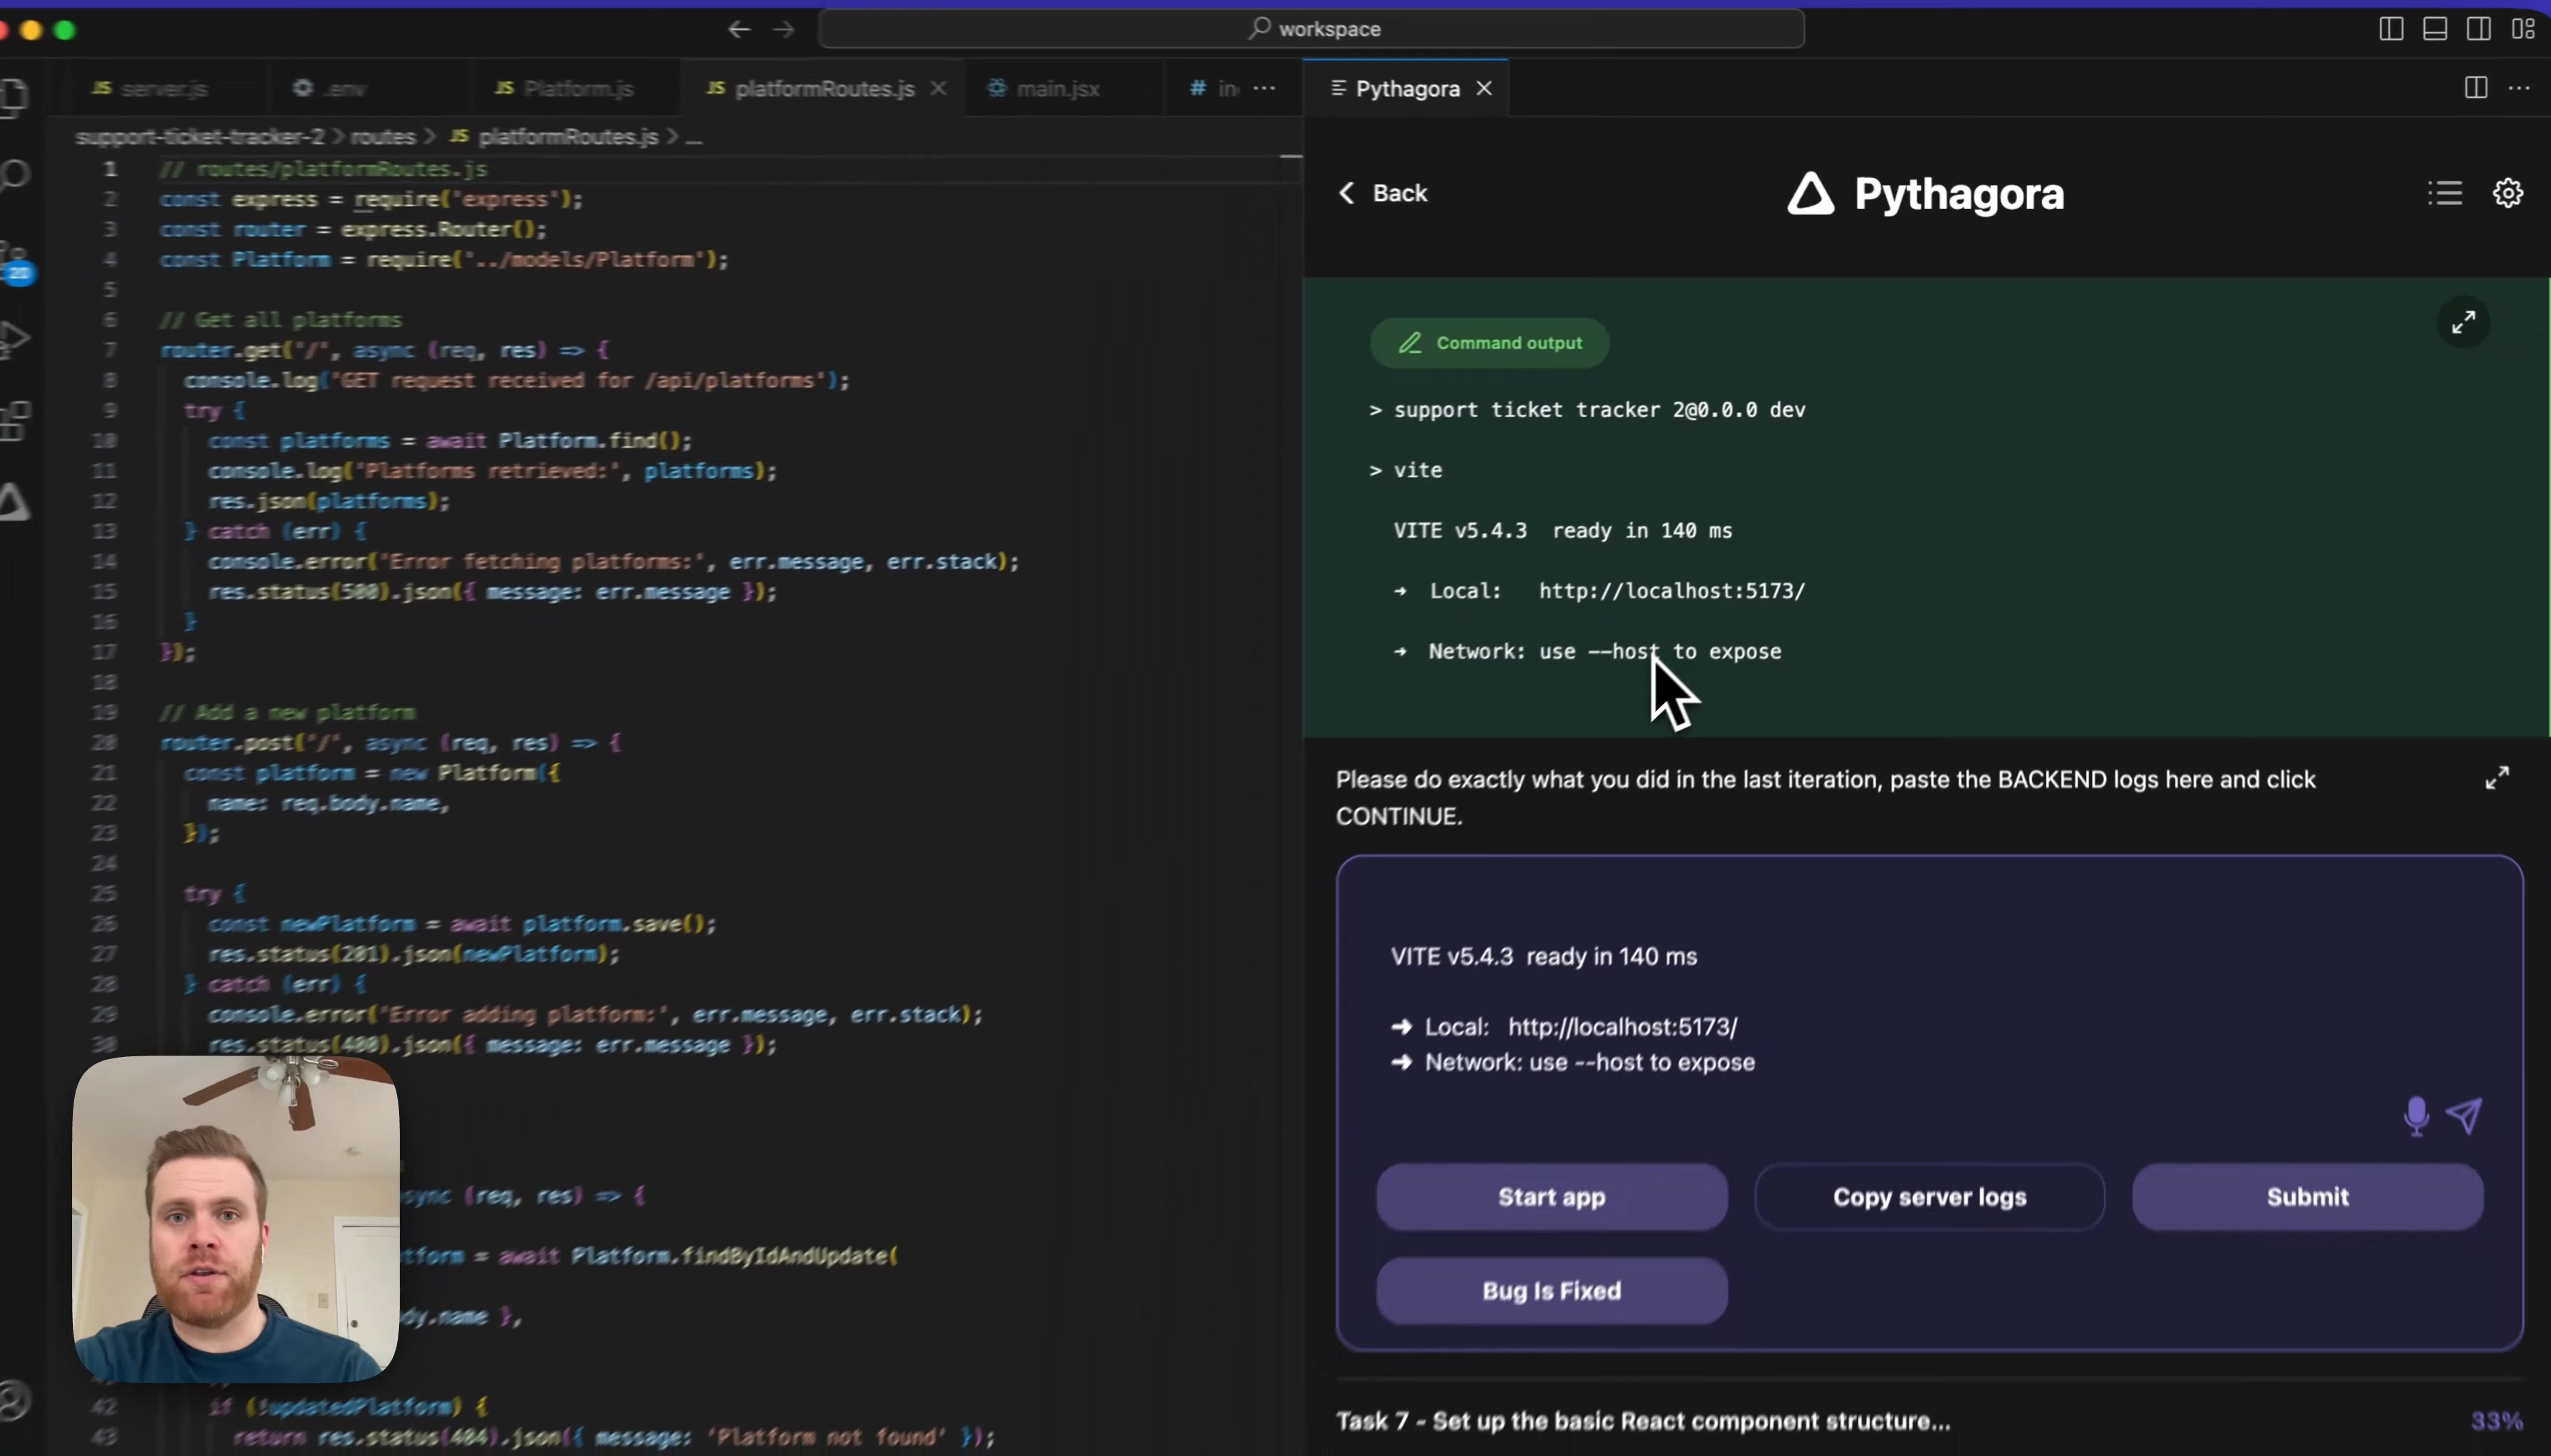 workspace
JS server.js
.env
JS Platform.js
JS platformRoutes.js
main.jsx
# in
Pythagora
support-ticket-tracker-2 > routes > JS platformRoutes.js > ...
1 // routes/platformRoutes.js
2 const express = require('express');
3 const router = express.Router();
4 const Platform = require('../models/Platform');
5
6 // Get all platforms
7 router.get("/", async (req, res) => {
8 console.log('GET request received for /api/platforms');
9 try {
10 const platforms = await Platform.find();
11 console.log('Platforms retrieved:', platforms);
12 res.json(platforms);
13 } catch (err) {
14 console.error('Error fetching platforms:', err.message, err.stack);
15 res.status(500).json({ message: err.message });
16 }
17 });
18
19 // Add a new platform
20 router.post("/", async (req, res) => {
21 const platform = new Platform({
22 name: req.body.name,
23 });
24
25 try {
26 const newPlatform = await platform.save();
27 res.status(201).json(newPlatform);
28 } catch (err) {
29 console.error('Error adding platform:', err.message, err.stack);
30 res.status(400).json({ message: err.message });
sync (req, res) => {
tform = await Platform.findByIdAndUpdate(
dy.name },
42 if (!updatedPlatform) {
43 return res.status(404).json({ message: 'Platform not found' });
20
Back
Pythagora
Command output
> support ticket tracker 2@0.0.0 dev
> vite
VITE v5.4.3 ready in 140 ms
➜ Local: http://localhost:5173/
➜ Network: use --host to expose
Please do exactly what you did in the last iteration, paste the BACKEND logs here and click
CONTINUE.
VITE v5.4.3 ready in 140 ms
➜ Local: http://localhost:5173/
➜ Network: use --host to expose
Start app
Copy server logs
Submit
Bug Is Fixed
Task 7 - Set up the basic React component structure...
33%